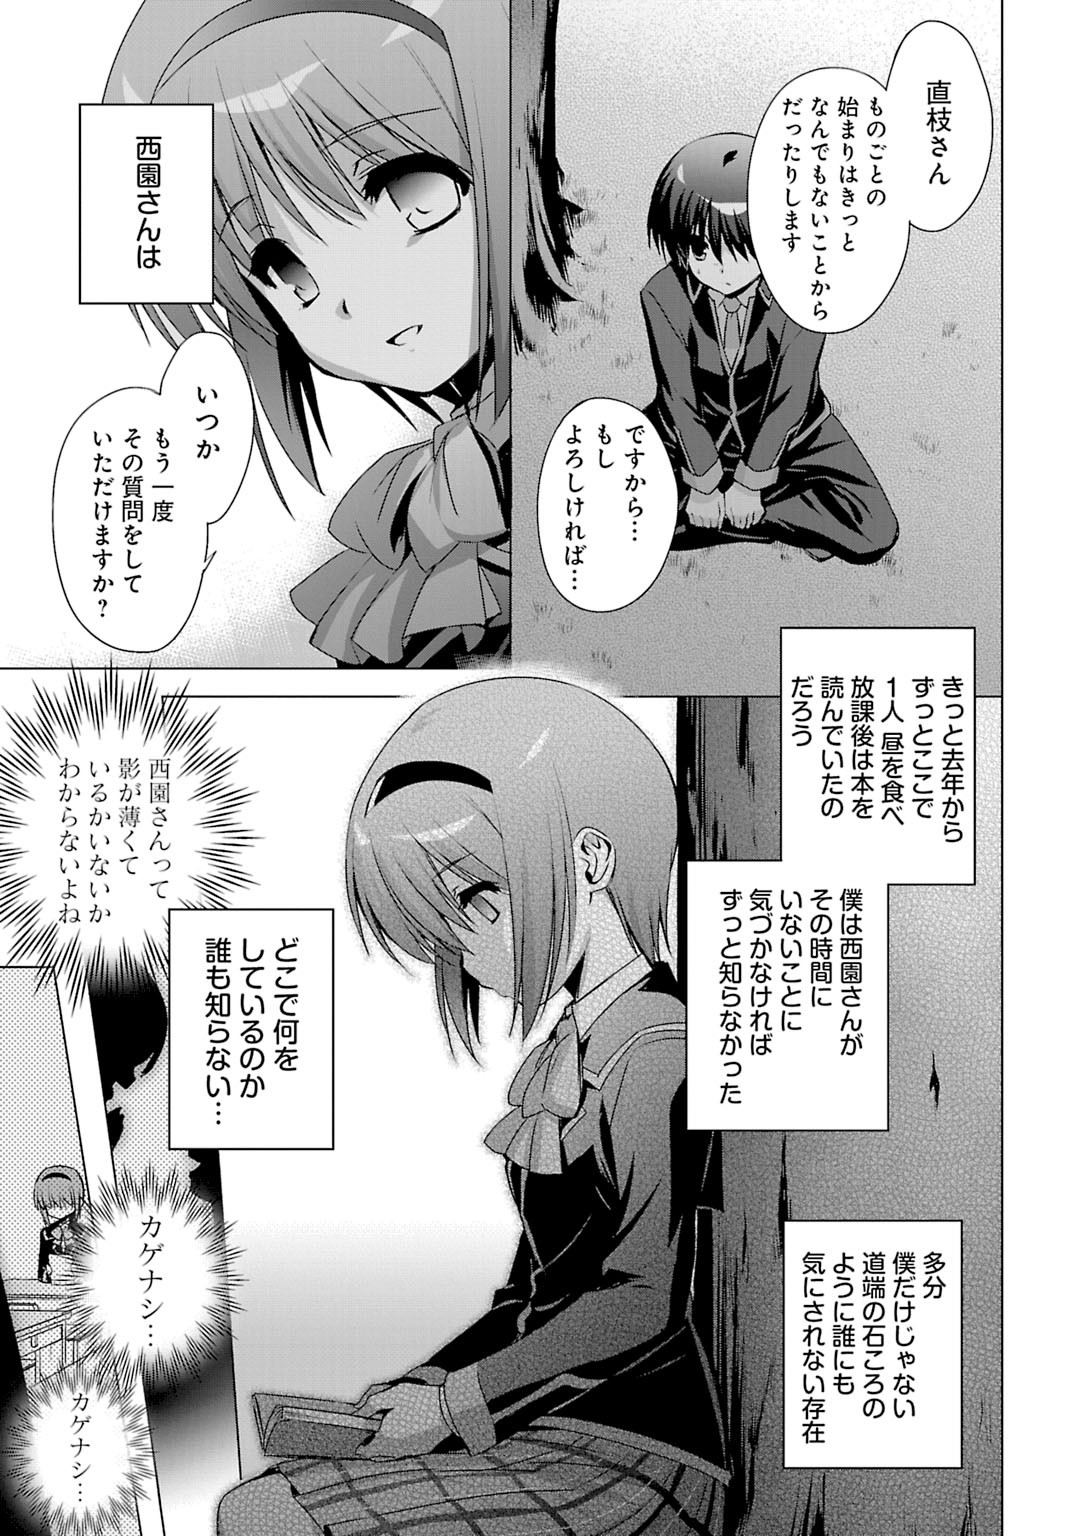 直枝さん
ものごとの
始まりはきっと
なんでもないことから
だったりします
ですから…
もし
よろしければ…
西園さんは
いつか
もう一度
その質問をして
いただけますか?
きっと去年から
ずっとここで
1人 昼を食べ
放課後は本を
読んでいたの
だろう
僕は西園さんが
その時間に
いないことに
気づかなければ
ずっと知らなかった
西園さんって
影が薄くて
いるかいないか
わからないよね
どこで何を
しているのか
誰も知らない…
多分
僕だけじゃない
道端の石ころの
ように誰にも
気にされない存在
カゲナシ…
カゲナシ…